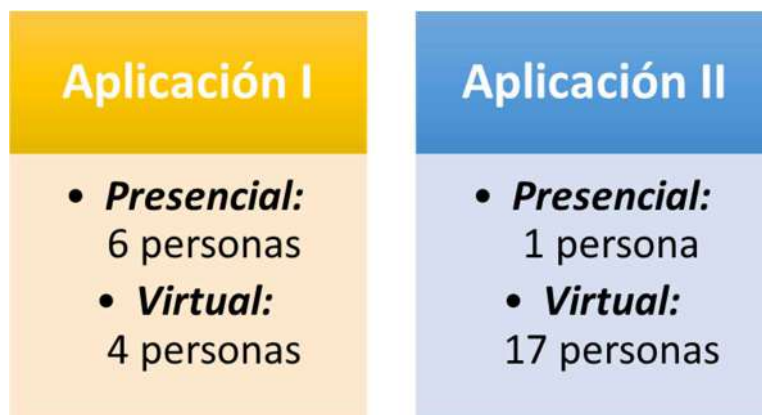 Aplicación I
• Presencial:
6 personas
• Virtual:
4 personas
Aplicación II
• Presencial:
1 persona
• Virtual:
17 personas